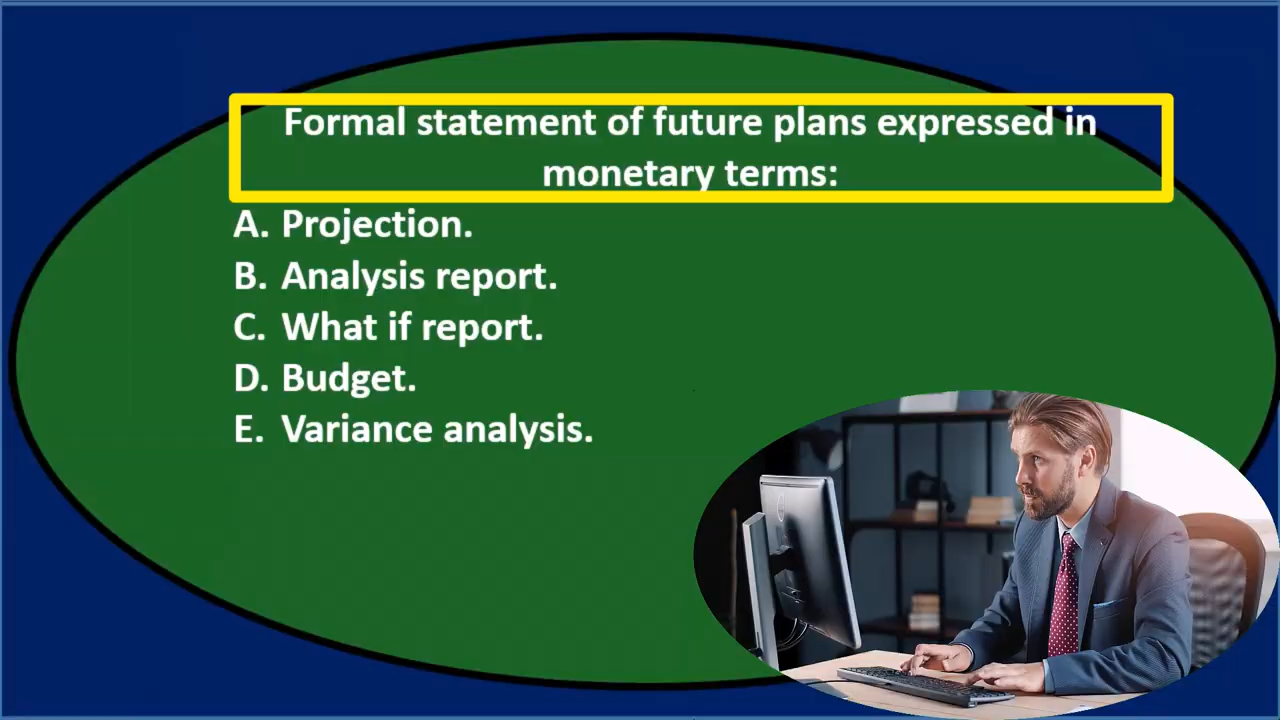 Formal statement of future plans expressed in
monetary terms:
A. Projection.
B. Analysis report.
C. What if report.
D. Budget.
E. Variance analysis.